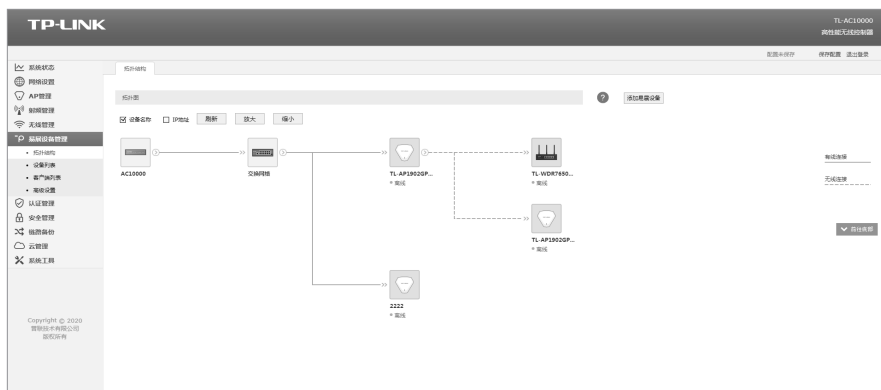 TP-LINK
TL-AC10000
高性能无线控制器
配置未保存 保存配置 退出登录
系统状态
网络设置
AP管理
射频管理
无线管理
易展设备管理
• 拓扑结构
• 设备列表
• 客户端列表
• 高级设置
认证管理
安全管理
链路备份
云管理
系统工具
Copyright © 2020
普联技术有限公司
版权所有
拓扑结构
拓扑图
?
添加易展设备
设备名称 IP地址 刷新 放大 缩小
AC10000
交换网络
TL-AP1902GP...
* 离线
TL-WDR7650...
* 离线
TL-AP1902GP...
* 离线
2222
* 离线
有线连接
无线连接
前往底部